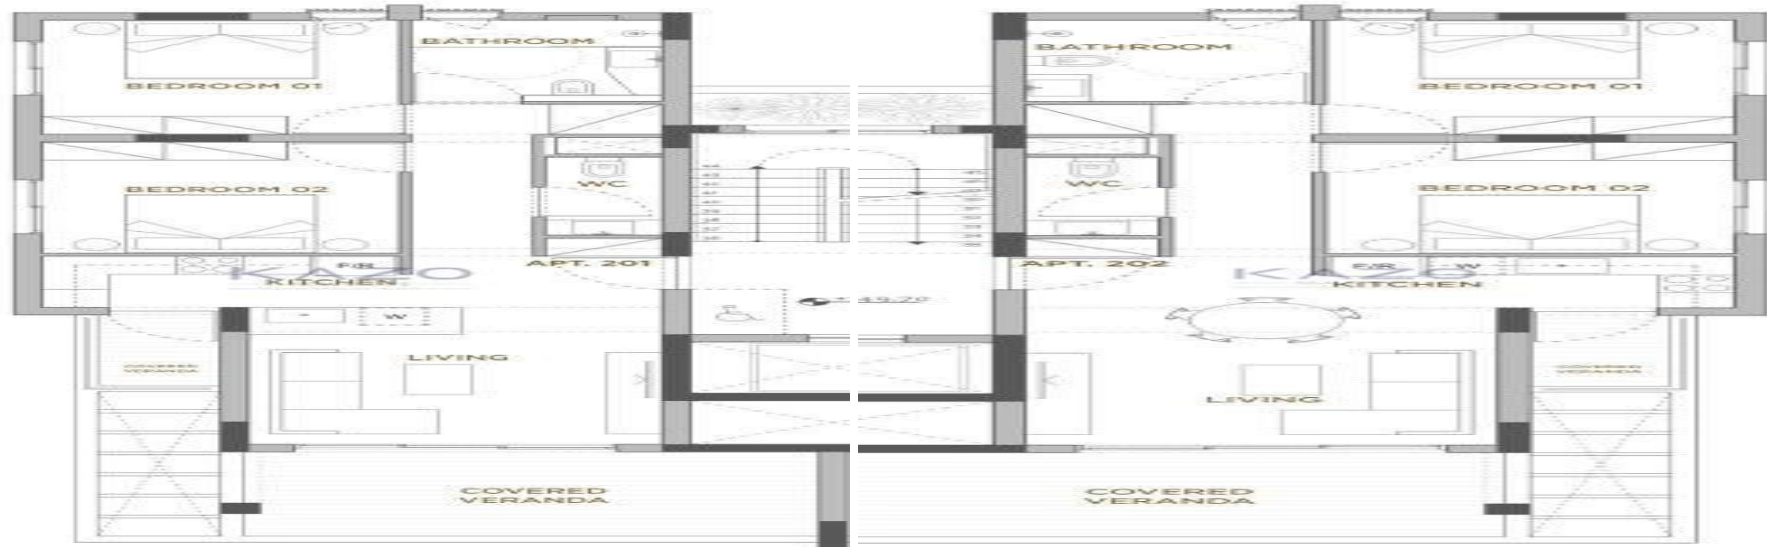 BATHROOM
BEDROOM 01
BEDROOM 02
WC
APT. 201
KAZO
F/R
KITCHEN
W
LIVING
COVERED
VERANDA
COVERED
VERANDA
BATHROOM
BEDROOM 01
BEDROOM 02
WC
APT. 202
KAZO
F/R
W
KITCHEN
LIVING
COVERED
VERANDA
COVERED
VERANDA